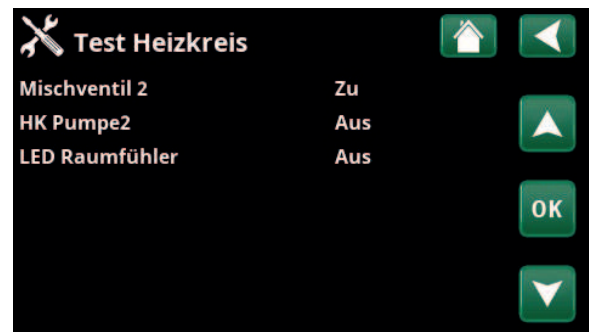 Test Heizkreis
Mischventil 2 Zu
HK Pumpe2 Aus
LED Raumfühler Aus
OK